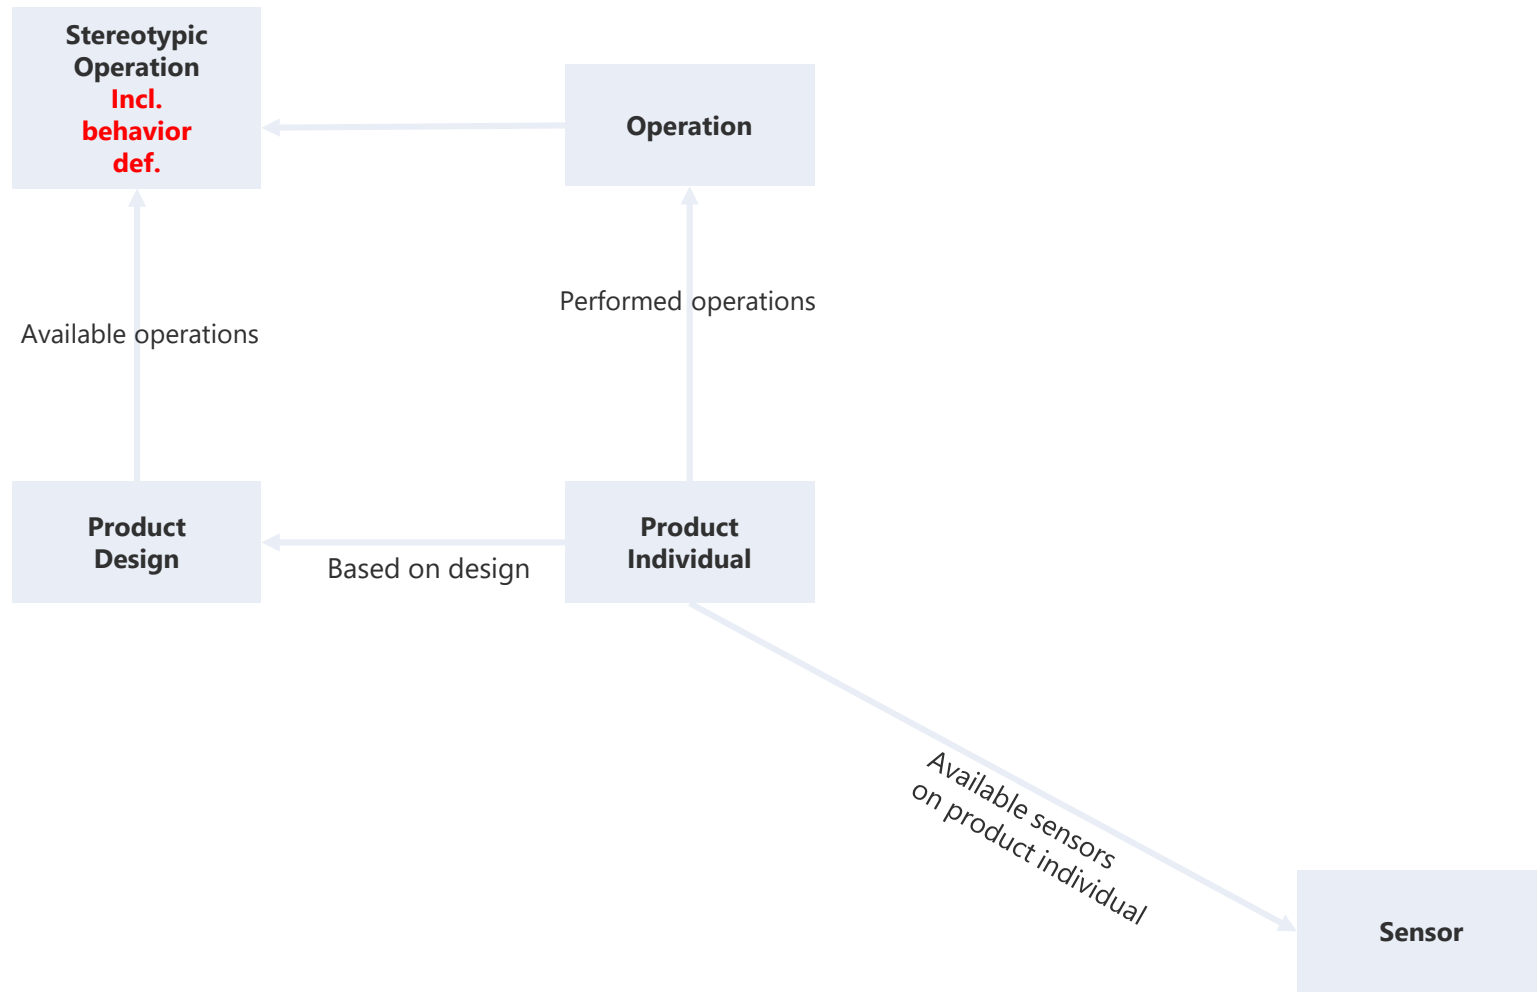 Stereotypic
Operation
Incl.
behavior
def.
Operation
Performed operations
Available operations
Product
Design
Based on design
Product
Individual
Available sensors
on product individual
Sensor